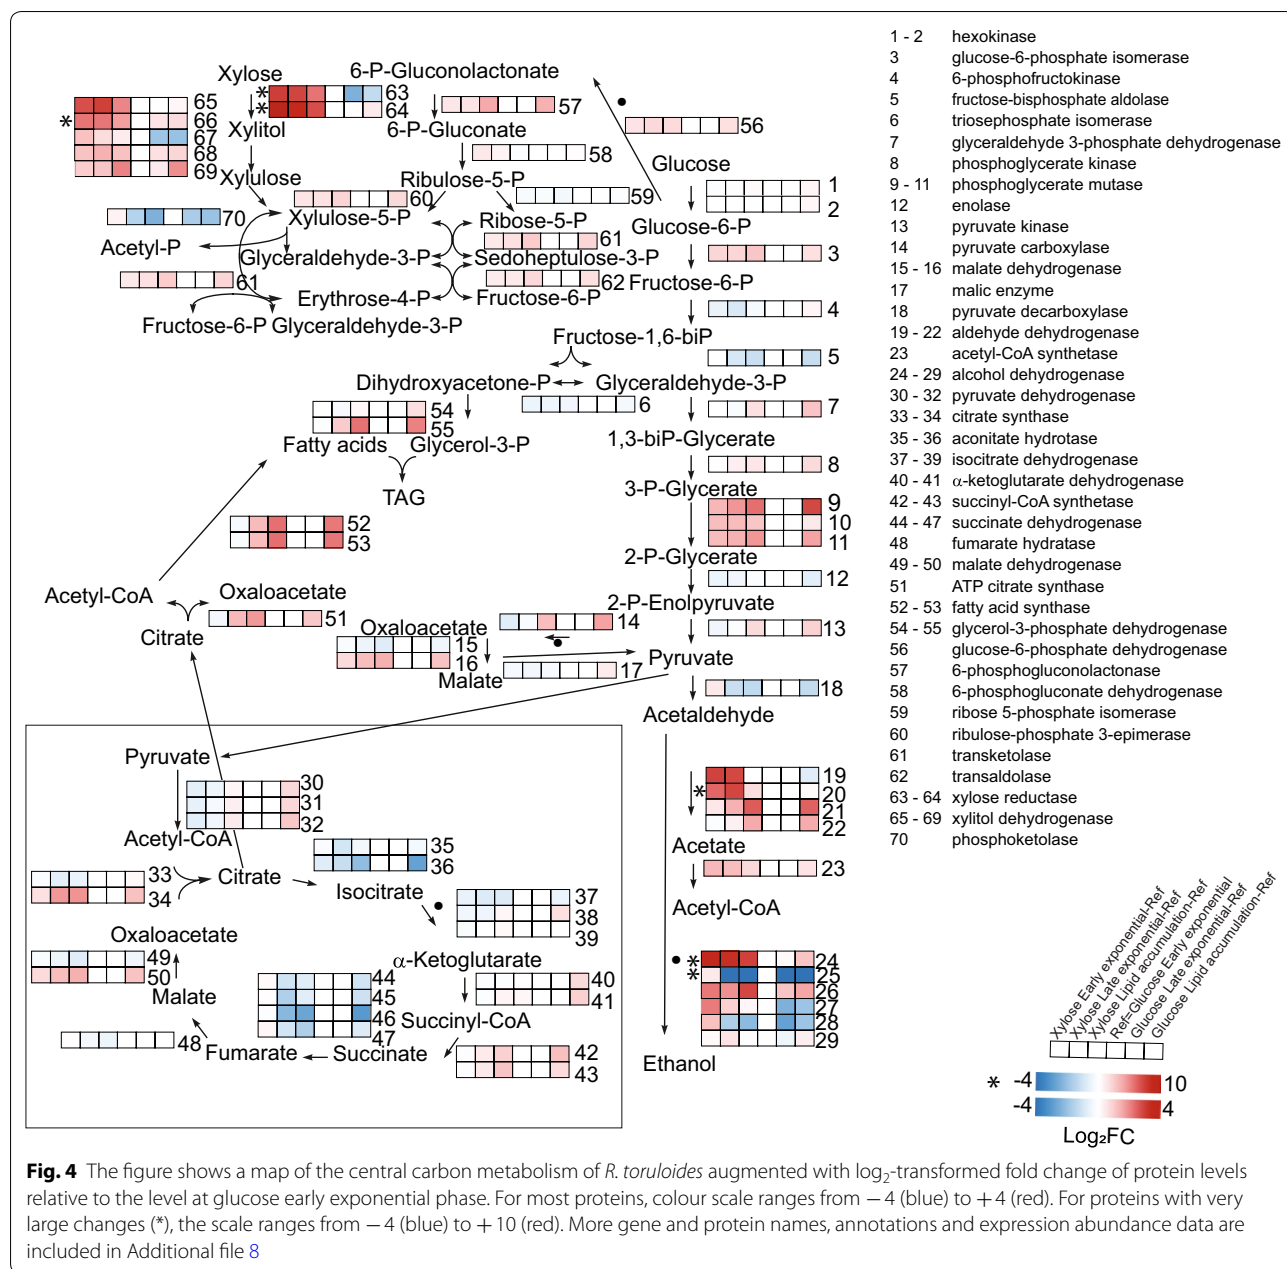 Xylose
6-P-Gluconolactonate
* 63
* 64
65
* 66
67
68
69
Xylitol
57
6-P-Gluconate
56
58
Glucose
Xylulose
Ribulose-5-P
59
1
2
60
70
Xylulose-5-P
Ribose-5-P
Glucose-6-P
Acetyl-P
61
3
Glyceraldehyde-3-P
Sedoheptulose-3-P
61
62
Fructose-6-P
Erythrose-4-P
Fructose-6-P
4
Fructose-6-P
Glyceraldehyde-3-P
Fructose-1,6-biP
5
Dihydroxyacetone-P
Glyceraldehyde-3-P
6
7
54
55
Fatty acids
Glycerol-3-P
1,3-biP-Glycerate
8
TAG
3-P-Glycerate
9
10
11
52
53
2-P-Glycerate
12
Acetyl-CoA
Oxaloacetate
51
2-P-Enolpyruvate
14
13
Citrate
Oxaloacetate
15
16
Malate
17
Pyruvate
18
Acetaldehyde
Pyruvate
30
31
32
19
* 20
21
22
Acetyl-CoA
35
36
Acetate
33
34
Citrate
23
Isocitrate
37
38
39
Acetyl-CoA
Oxaloacetate
49
50
α-Ketoglutarate
* 24
* 25
26
27
28
29
Malate
44
45
46
47
40
41
Succinyl-CoA
48
Fumarate
Succinate
42
43
Ethanol
1 - 2 hexokinase
3 glucose-6-phosphate isomerase
4 6-phosphofructokinase
5 fructose-bisphosphate aldolase
6 triosephosphate isomerase
7 glyceraldehyde 3-phosphate dehydrogenase
8 phosphoglycerate kinase
9 - 11 phosphoglycerate mutase
12 enolase
13 pyruvate kinase
14 pyruvate carboxylase
15 - 16 malate dehydrogenase
17 malic enzyme
18 pyruvate decarboxylase
19 - 22 aldehyde dehydrogenase
23 acetyl-CoA synthetase
24 - 29 alcohol dehydrogenase
30 - 32 pyruvate dehydrogenase
33 - 34 citrate synthase
35 - 36 aconitate hydrotase
37 - 39 isocitrate dehydrogenase
40 - 41 α-ketoglutarate dehydrogenase
42 - 43 succinyl-CoA synthetase
44 - 47 succinate dehydrogenase
48 fumarate hydratase
49 - 50 malate dehydrogenase
51 ATP citrate synthase
52 - 53 fatty acid synthase
54 - 55 glycerol-3-phosphate dehydrogenase
56 glucose-6-phosphate dehydrogenase
57 6-phosphogluconolactonase
58 6-phosphogluconate dehydrogenase
59 ribose 5-phosphate isomerase
60 ribulose-phosphate 3-epimerase
61 transketolase
62 transaldolase
63 - 64 xylose reductase
65 - 69 xylitol dehydrogenase
70 phosphoketolase
Xylose Early exponential-Ref
Xylose Late exponential-Ref
Xylose Lipid accumulation-Ref
Ref=Glucose Early exponential
Glucose Late exponential-Ref
Glucose Lipid accumulation-Ref
* -4 10
-4 4
Log₂FC
Fig. 4 The figure shows a map of the central carbon metabolism of R. toruloides augmented with log₂-transformed fold change of protein levels
relative to the level at glucose early exponential phase. For most proteins, colour scale ranges from −4 (blue) to +4 (red). For proteins with very
large changes (*), the scale ranges from −4 (blue) to +10 (red). More gene and protein names, annotations and expression abundance data are
included in Additional file 8